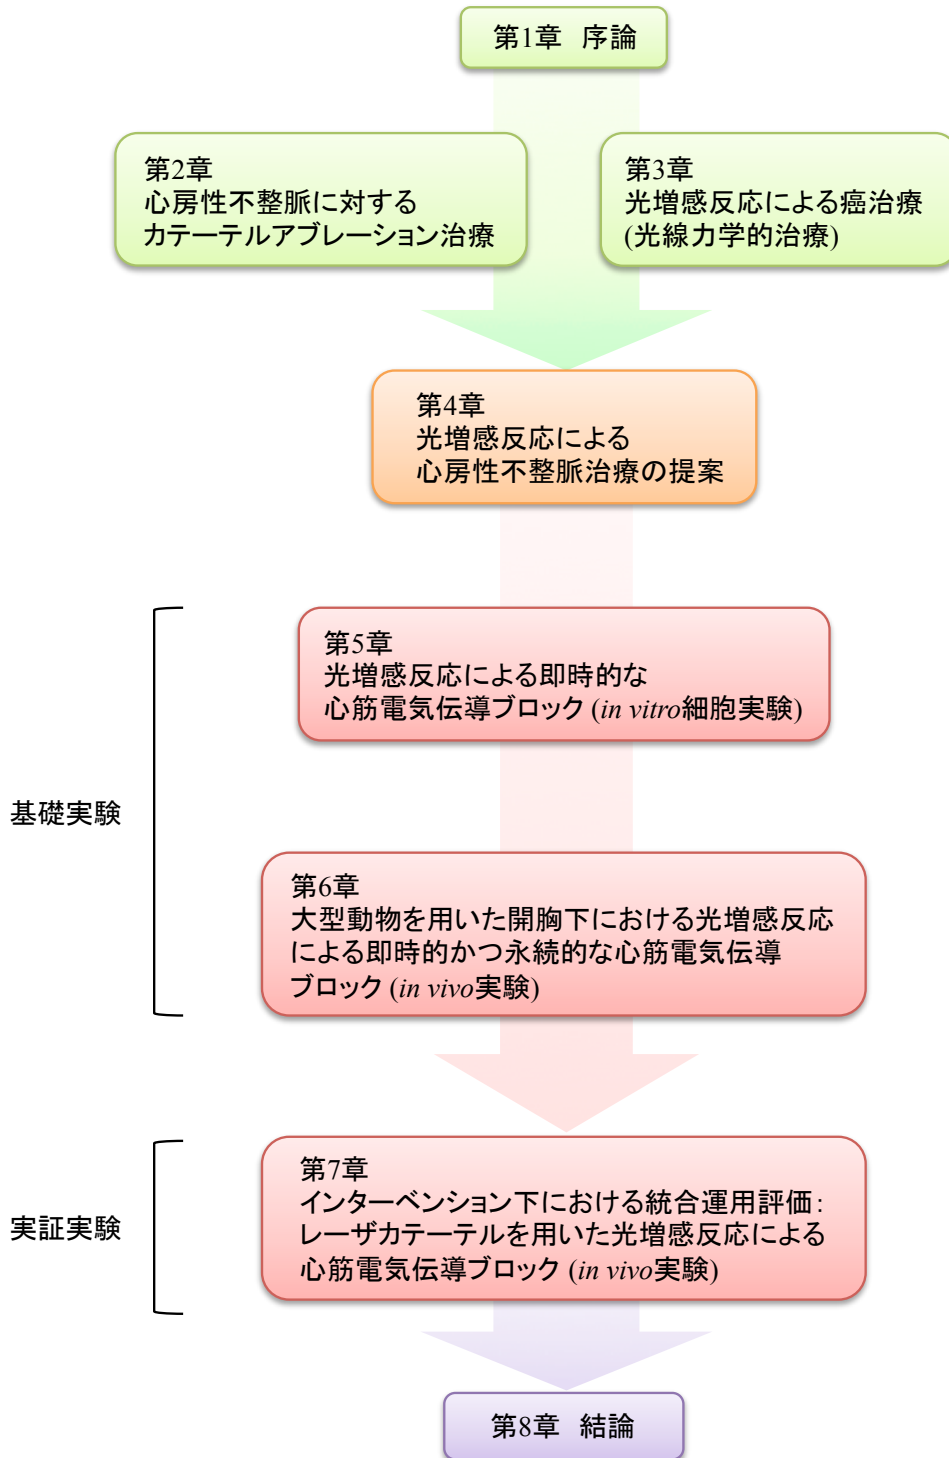 第1章 序論
第2章
心房性不整脈に対する
カテーテルアブレーション治療
第3章
光増感反応による癌治療
(光線力学的治療)
第4章
光増感反応による
心房性不整脈治療の提案
基礎実験
第5章
光増感反応による即時的な
心筋電気伝導ブロック (in vitro細胞実験)
第6章
大型動物を用いた開胸下における光増感反応
による即時的かつ永続的な心筋電気伝導
ブロック (in vivo実験)
実証実験
第7章
インターベンション下における統合運用評価:
レーザカテーテルを用いた光増感反応による
心筋電気伝導ブロック (in vivo実験)
第8章 結論